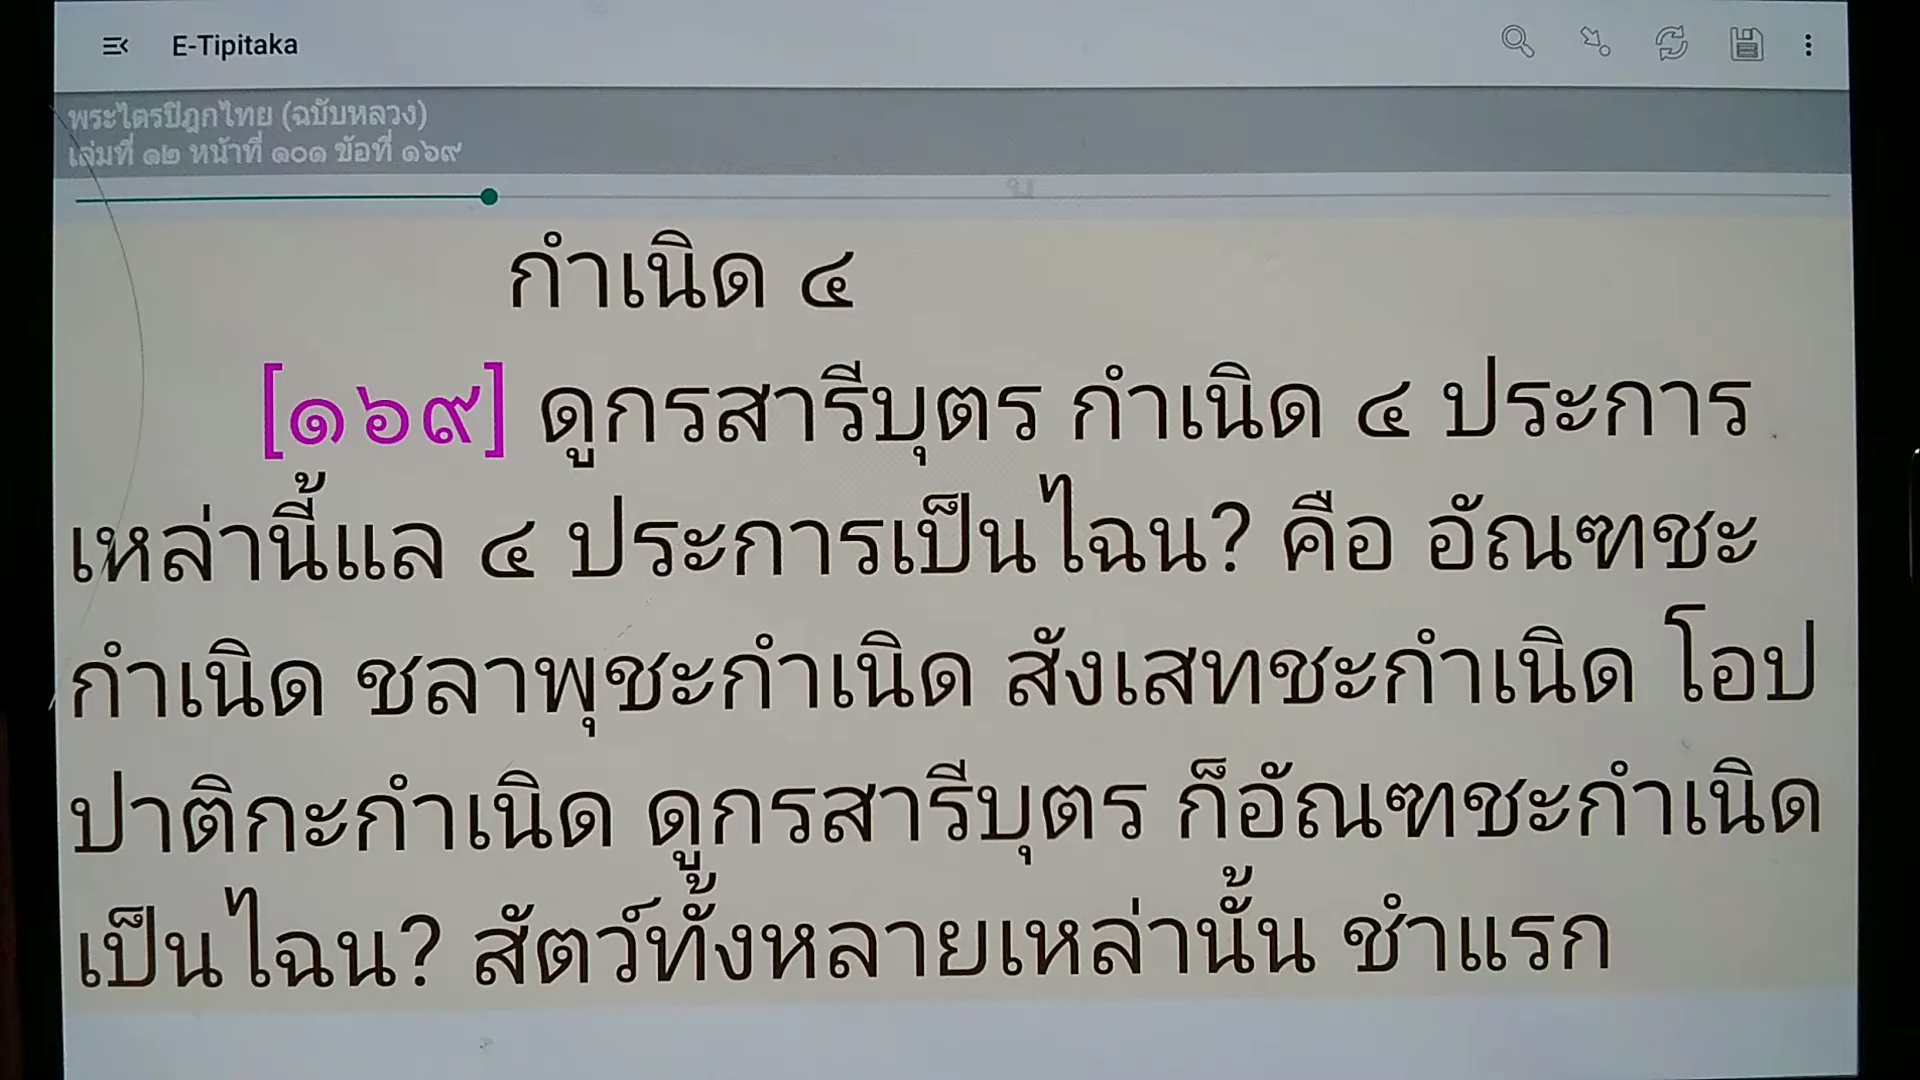 E-Tipitaka
พระไตรปิฎกไทย (ฉบับหลวง)
เล่มที่ ๑๒ หน้าที่ ๑๐๑ ข้อที่ ๑๖๙
กำเนิด ๔
[๑๖๙] ดูกรสารีบุตร กำเนิด ๔ ประการ
เหล่านี้แล ๔ ประการเป็นไฉน? คือ อัณฑชะ
กำเนิด ชลาพุชะกำเนิด สังเสทชะกำเนิด โอป
ปาติกะกำเนิด ดูกรสารีบุตร ก็อัณฑชะกำเนิด
เป็นไฉน? สัตว์ทั้งหลายเหล่านั้น ชำแรก